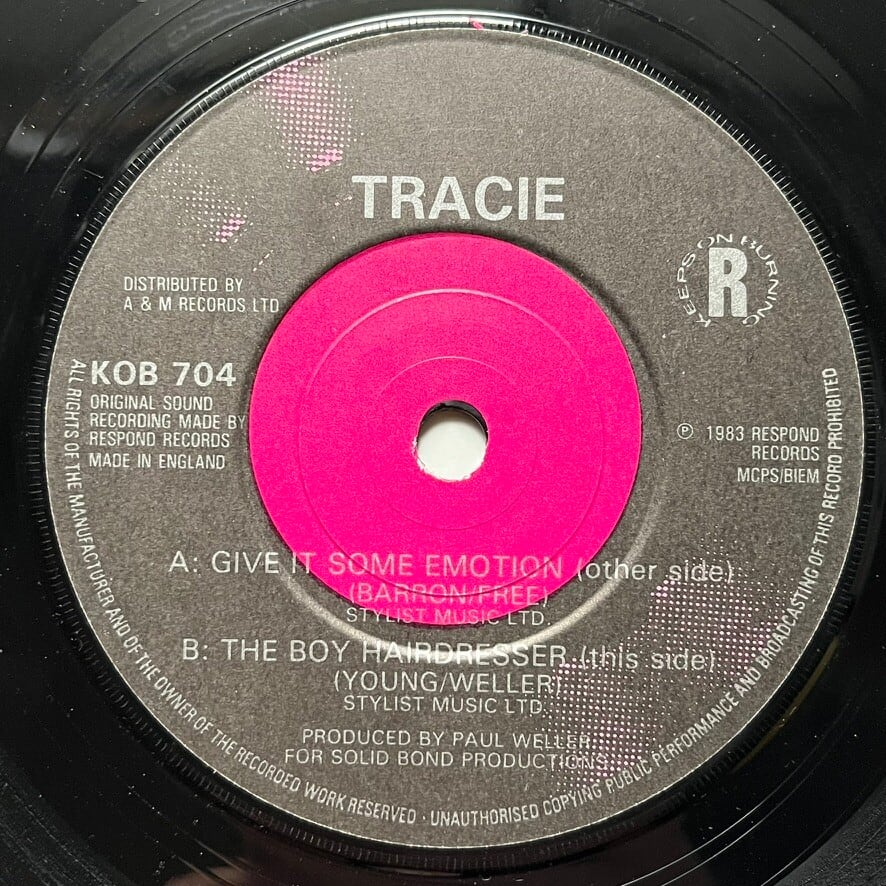 TRACIE
KEEPS ON BURNING
R
DISTRIBUTED BY
A & M RECORDS LTD
KOB 704
ORIGINAL SOUND
RECORDING MADE BY
RESPOND RECORDS
MADE IN ENGLAND
℗ 1983 RESPOND
RECORDS
MCPS/BIEM
A: GIVE IT SOME EMOTION (other side)
(BARRON/FREE)
STYLIST MUSIC LTD.
B: THE BOY HAIRDRESSER (this side)
(YOUNG/WELLER)
STYLIST MUSIC LTD.
PRODUCED BY PAUL WELLER
FOR SOLID BOND PRODUCTIONS
ALL RIGHTS OF THE MANUFACTURER AND OF THE OWNER OF THE RECORDED WORK RESERVED · UNAUTHORISED COPYING PUBLIC PERFORMANCE AND BROADCASTING OF THIS RECORD PROHIBITED